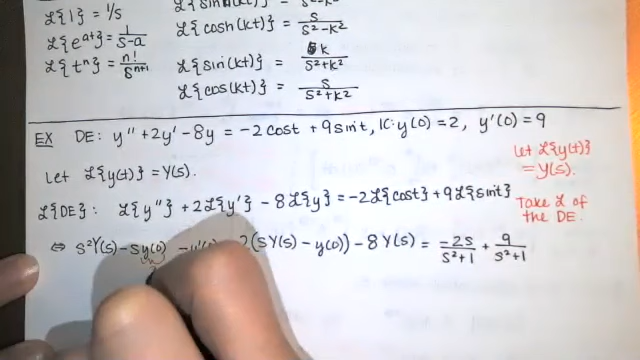 L{1} = 1/s
L{e^{at}} = 1/(s-a)
L{t^n} = n!/s^{n+1}
L{cosh(kt)} = s/(s²-k²)
L{sin(kt)} = k/(s²+k²)
L{cos(kt)} = s/(s²+k²)
EX DE: y'' + 2y' - 8y = -2cost + 9sint, IC: y(0) = 2, y'(0) = 9
Let L{y(t)} = Y(s).
Let L{y(t)}
= Y(s).
L{DE}: L{y''} + 2L{y'} - 8L{y} = -2L{cost} + 9L{sint}
Take L of
the DE.
⇔ s²Y(s) - sy(0) 2(sY(s) - y(0)) - 8Y(s) = -2s/(s²+1) + 9/(s²+1)